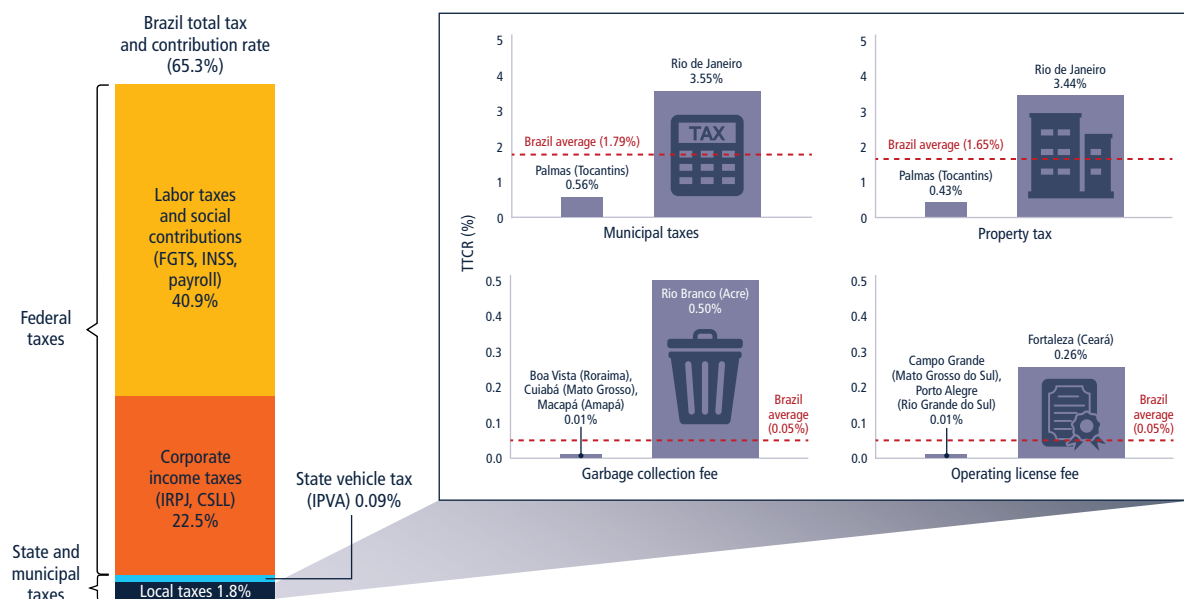 Brazil total tax
and contribution rate
(65.3%)
Federal
taxes
Labor taxes
and social
contributions
(FGTS, INSS,
payroll)
40.9%
Corporate
income taxes
(IRPJ, CSLL)
22.5%
State vehicle tax
(IPVA) 0.09%
State and
municipal
taxes
Local taxes 1.8%
TTCR (%)
5
4
3
2
1
0
Rio de Janeiro
3.55%
TAX
Brazil average (1.79%)
Palmas (Tocantins)
0.56%
Municipal taxes
5
4
3
2
1
0
Rio de Janeiro
3.44%
Brazil average (1.65%)
Palmas (Tocantins)
0.43%
Property tax
0.5
0.4
0.3
0.2
0.1
0.0
Rio Branco (Acre)
0.50%
Boa Vista (Roraima),
Cuiabá (Mato Grosso),
Macapá (Amapá)
0.01%
Brazil
average
(0.05%)
Garbage collection fee
0.5
0.4
0.3
0.2
0.1
0.0
Fortaleza (Ceará)
0.26%
Campo Grande
(Mato Grosso do Sul),
Porto Alegre
(Rio Grande do Sul)
0.01%
Brazil
average
(0.05%)
Operating license fee